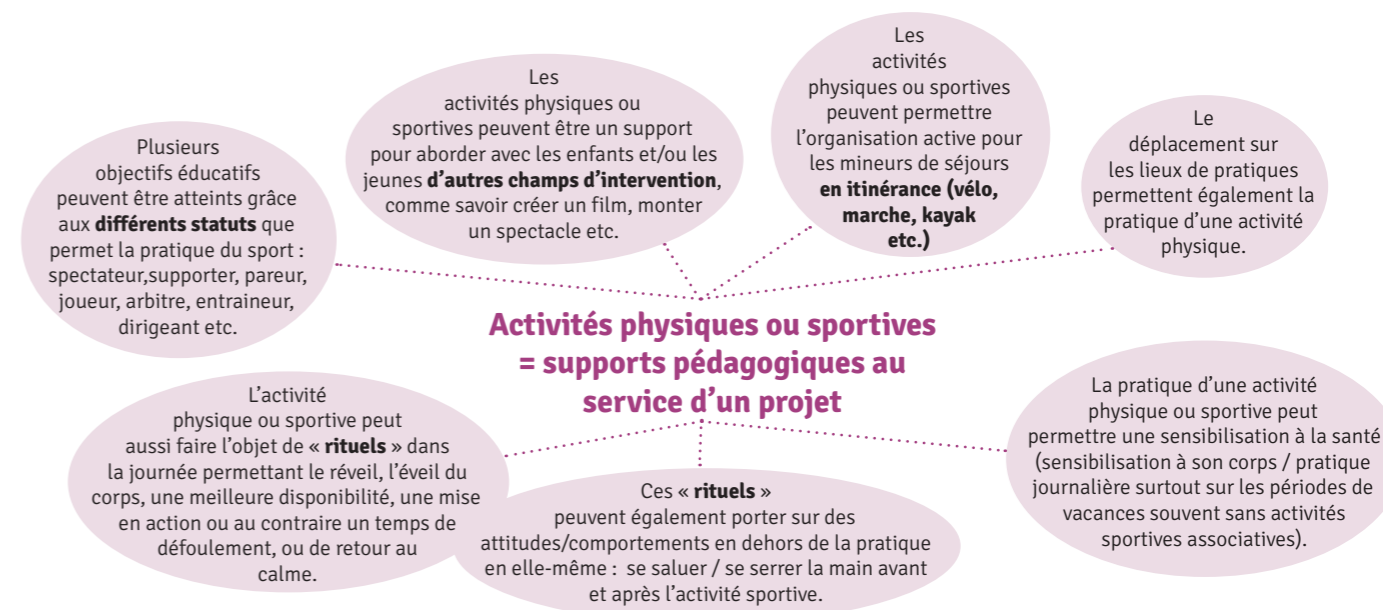 Plusieurs
objectifs éducatifs
peuvent être atteints grâce
aux différents statuts que
permet la pratique du sport :
spectateur,supporter, pareur,
joueur, arbitre, entraineur,
dirigeant etc.
Les
activités physiques ou
sportives peuvent être un support
pour aborder avec les enfants et/ou les
jeunes d’autres champs d’intervention,
comme savoir créer un film, monter
un spectacle etc.
Les
activités
physiques ou sportives
peuvent permettre
l’organisation active pour
les mineurs de séjours
en itinérance (vélo,
marche, kayak
etc.)
Le
déplacement sur
les lieux de pratiques
permettent également la
pratique d’une activité
physique.
Activités physiques ou sportives
= supports pédagogiques au
service d’un projet
L’activité
physique ou sportive peut
aussi faire l’objet de « rituels » dans
la journée permettant le réveil, l’éveil du
corps, une meilleure disponibilité, une mise
en action ou au contraire un temps de
défoulement, ou de retour au
calme.
Ces « rituels »
peuvent également porter sur des
attitudes/comportements en dehors de la pratique
en elle-même : se saluer / se serrer la main avant
et après l’activité sportive.
La pratique d’une activité
physique ou sportive peut
permettre une sensibilisation à la santé
(sensibilisation à son corps / pratique
journalière surtout sur les périodes de
vacances souvent sans activités
sportives associatives).